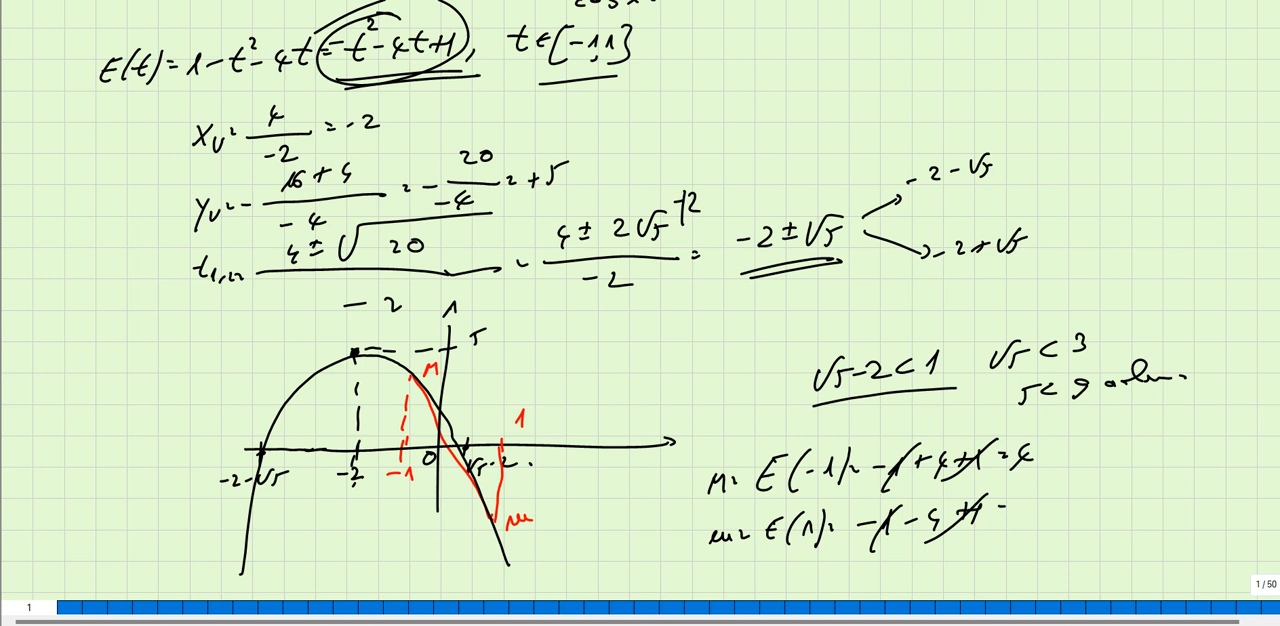 cos x
E(t) = 1 - t² - 4t = -t² - 4t + 1, t ∈ [-1,1]
x_V = 4/-2 = -2
y_V = - 16+4/-4 = - 20/-4 = +5
t_1,2 = 4 ± √20 / -2 = 4 ± 2√5 /-2 = -2 ± √5
-2-√5
-2+√5
5
M
1
-2-√5 -2 -1 0 √5-2
m
√5-2 < 1 √5 < 3
5 < 9
M = E(-1) = -1+4+1 = 4
m = E(1) = -1-4+1 =
1
1 / 50